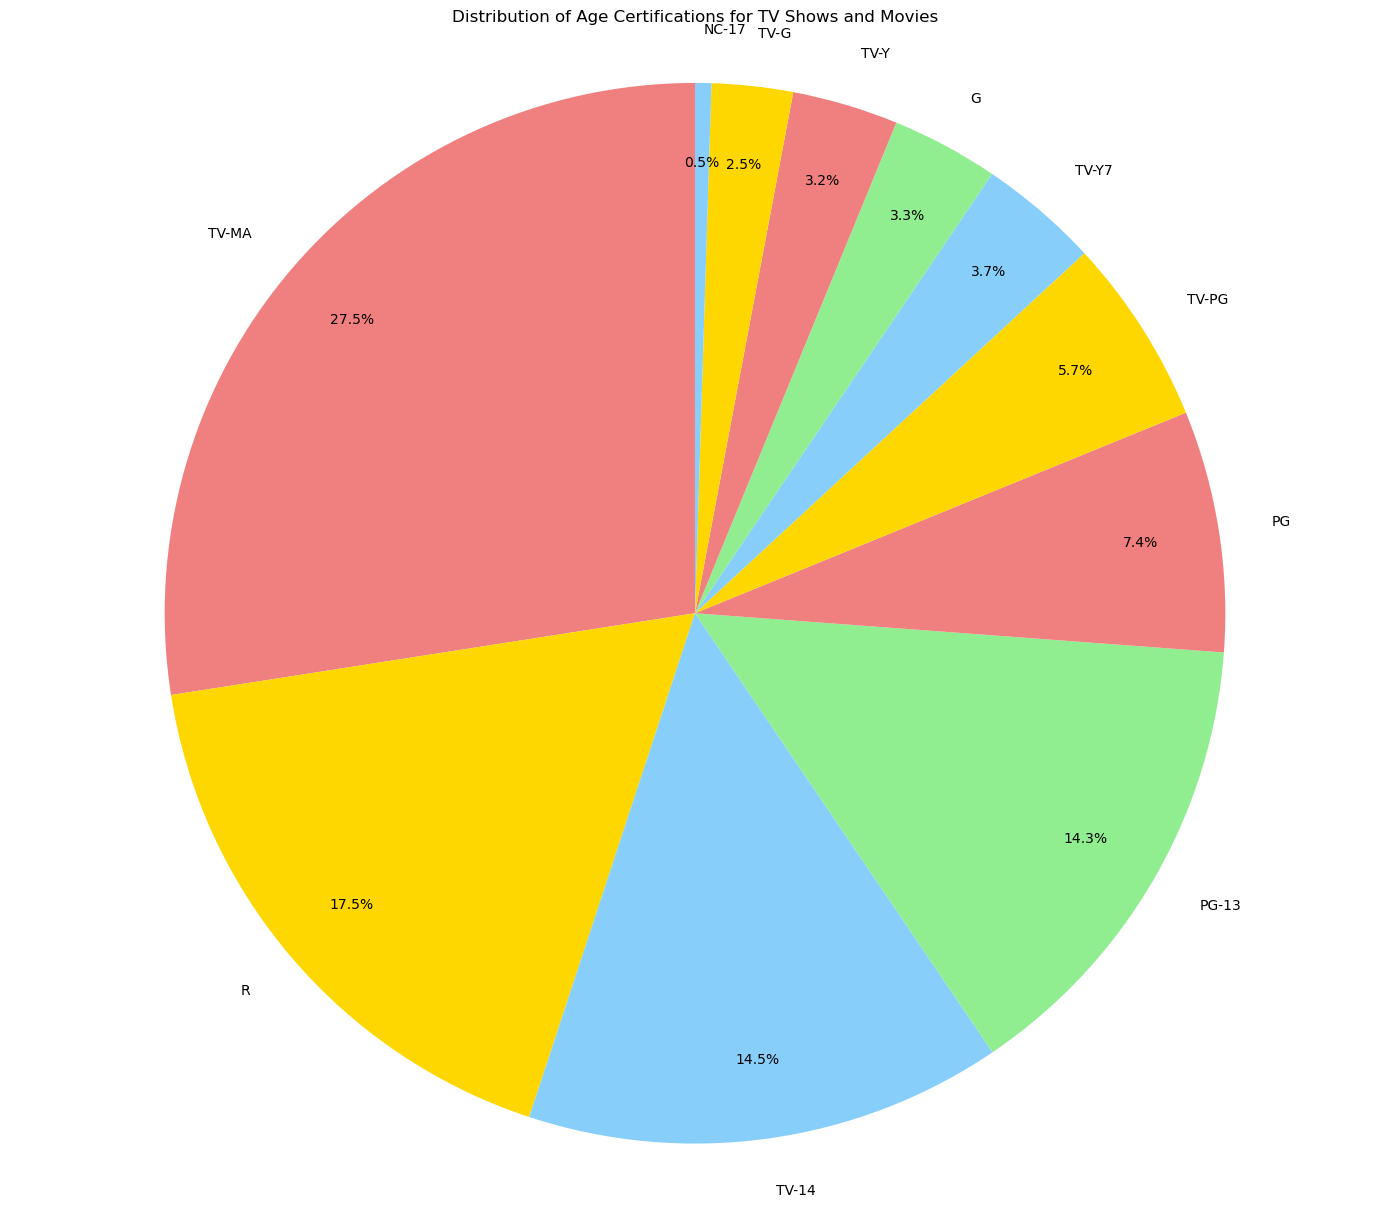 Distribution of Age Certifications for TV Shows and Movies
NC-17
TV-G
TV-Y
G
TV-Y7
TV-PG
PG
PG-13
TV-14
R
TV-MA
0.5%
2.5%
3.2%
3.3%
3.7%
5.7%
7.4%
14.3%
14.5%
17.5%
27.5%